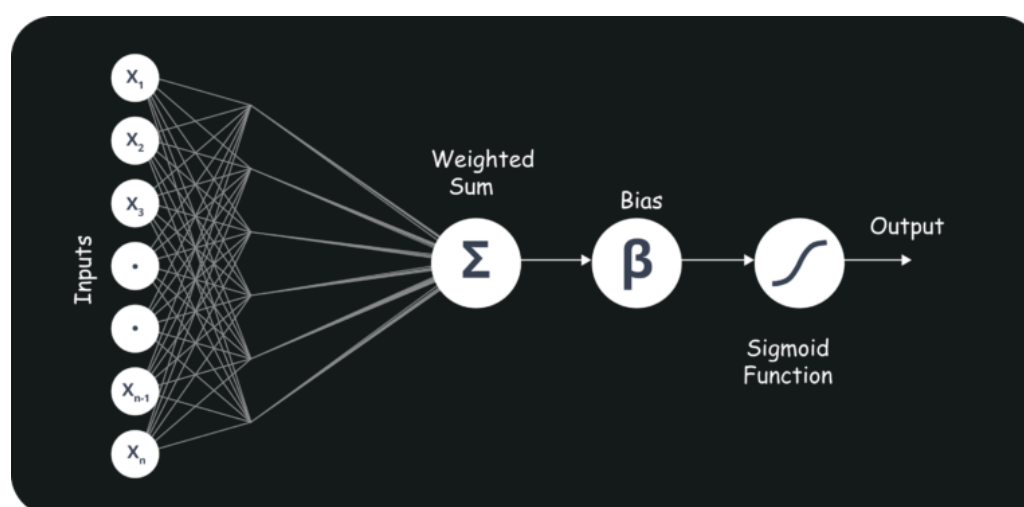 Inputs
X₁
X₂
X₃
•
•
Xₙ₋₁
Xₙ
Weighted
Sum
Σ
Bias
β
Sigmoid
Function
Output